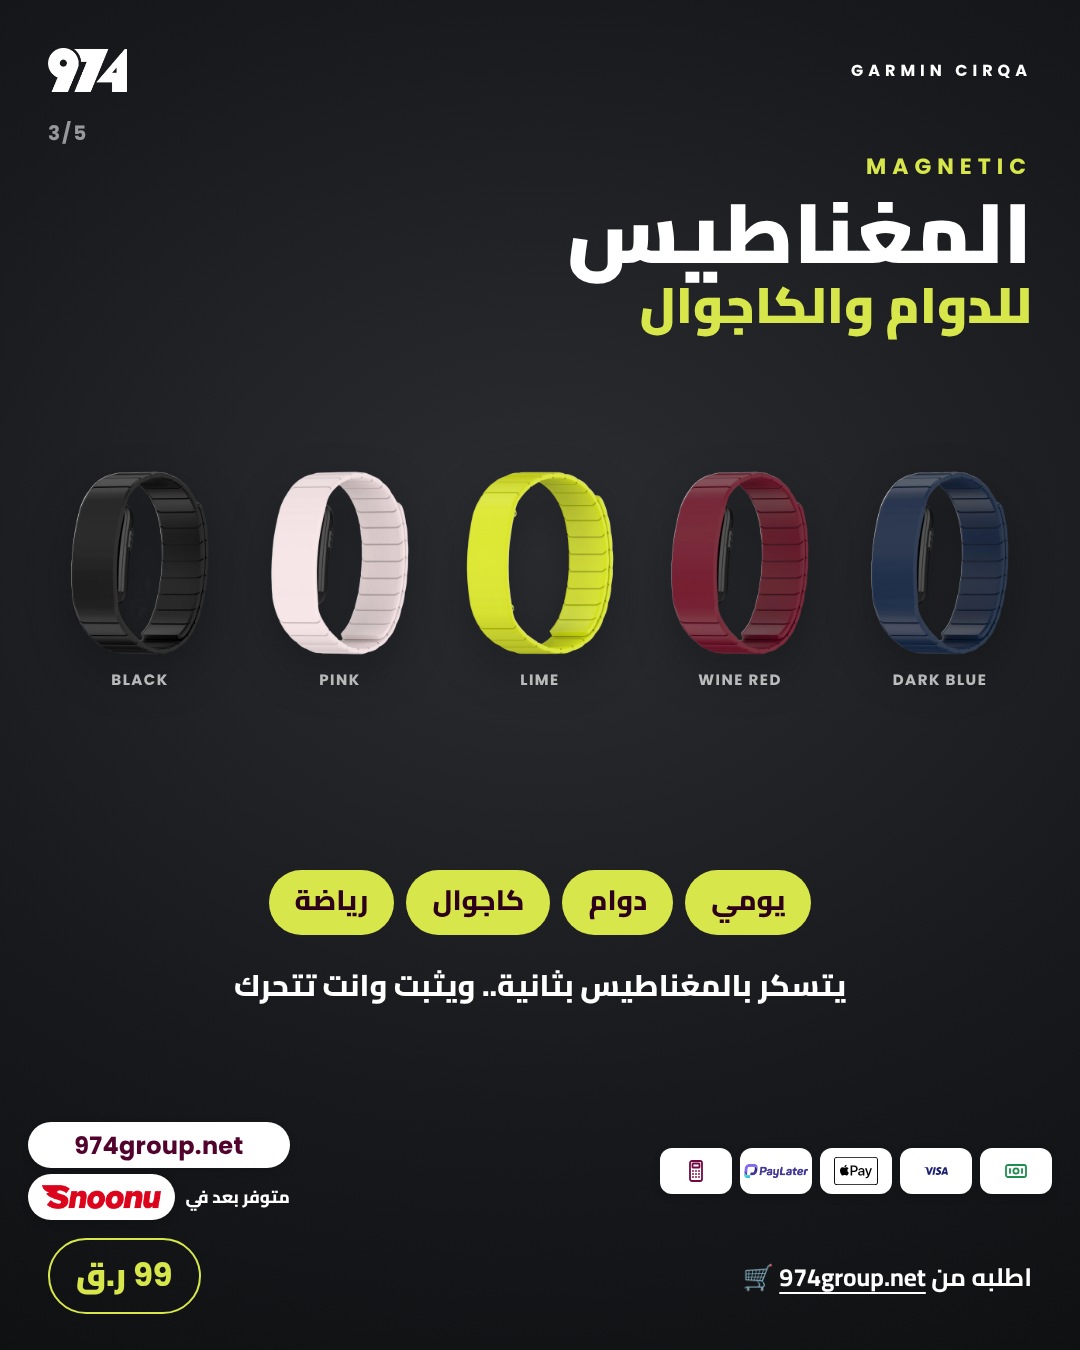 974
GARMIN CIRQA
3/5
MAGNETIC
المغناطيس
للدوام والكاجوال
BLACK
PINK
LIME
WINE RED
DARK BLUE
يومي
دوام
كاجوال
رياضة
يتسكر بالمغناطيس بثانية.. ويثبت وانت تتحرك
974group.net
متوفر بعد في Snoonu
PayLater
Pay
VISA
99 ر.ق
اطلبه من 974group.net